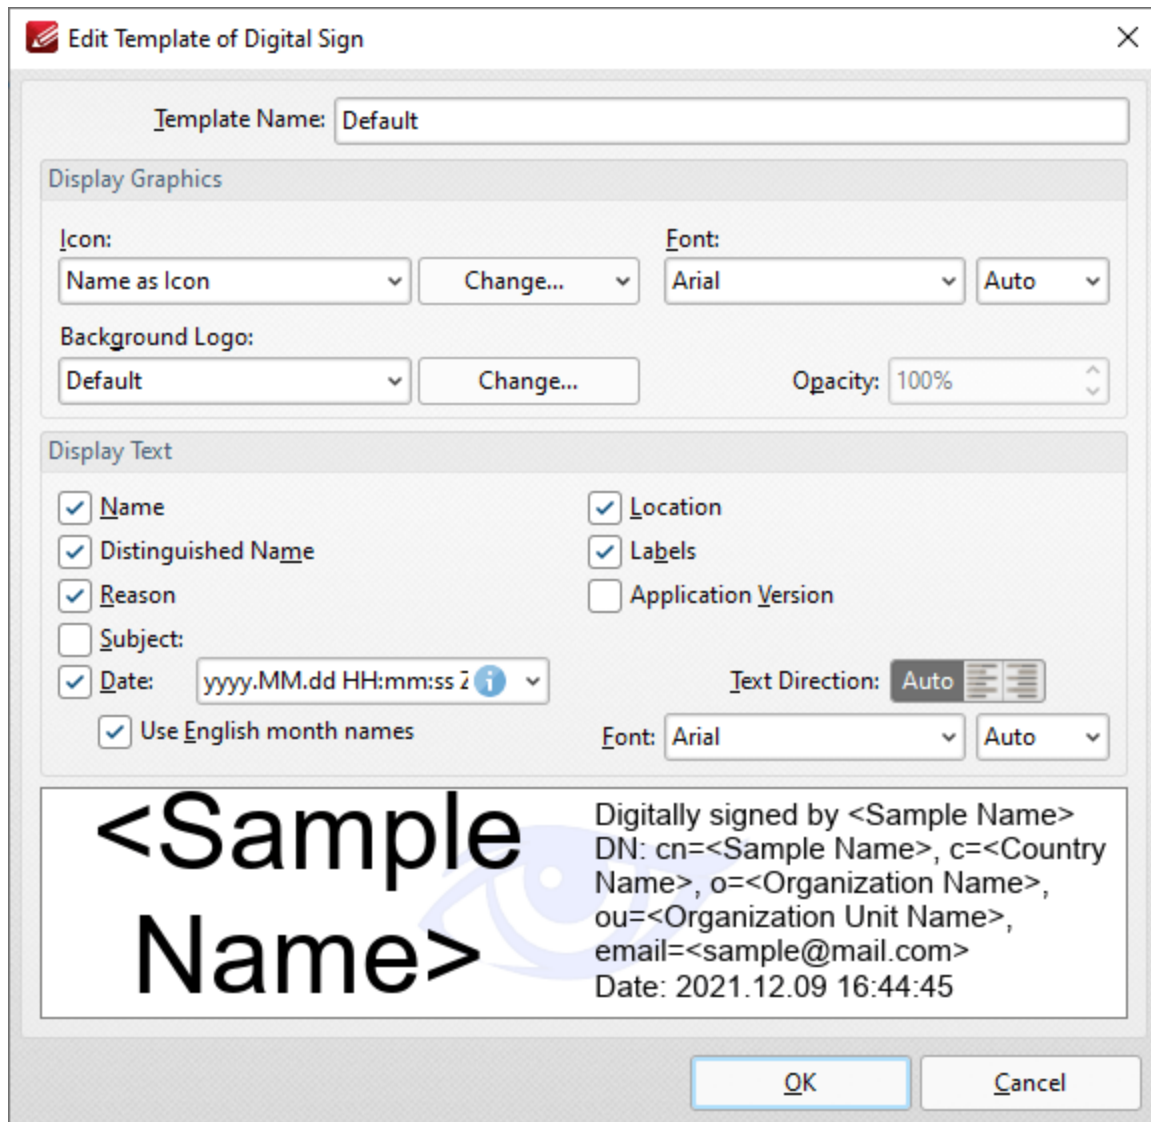 Edit Template of Digital Sign
Template Name: Default
Display Graphics
Icon: Font:
Name as Icon Change... Arial Auto
Background Logo:
Default Change... Opacity: 100%
Display Text
Name Location
Distinguished Name Labels
Reason Application Version
Subject:
Date: yyyy.MM.dd HH:mm:ss Text Direction: Auto
Use English month names Font: Arial Auto
<Sample
Name>
Digitally signed by <Sample Name>
DN: cn=<Sample Name>, c=<Country
Name>, o=<Organization Name>,
ou=<Organization Unit Name>,
email=<sample@mail.com>
Date: 2021.12.09 16:44:45
OK Cancel